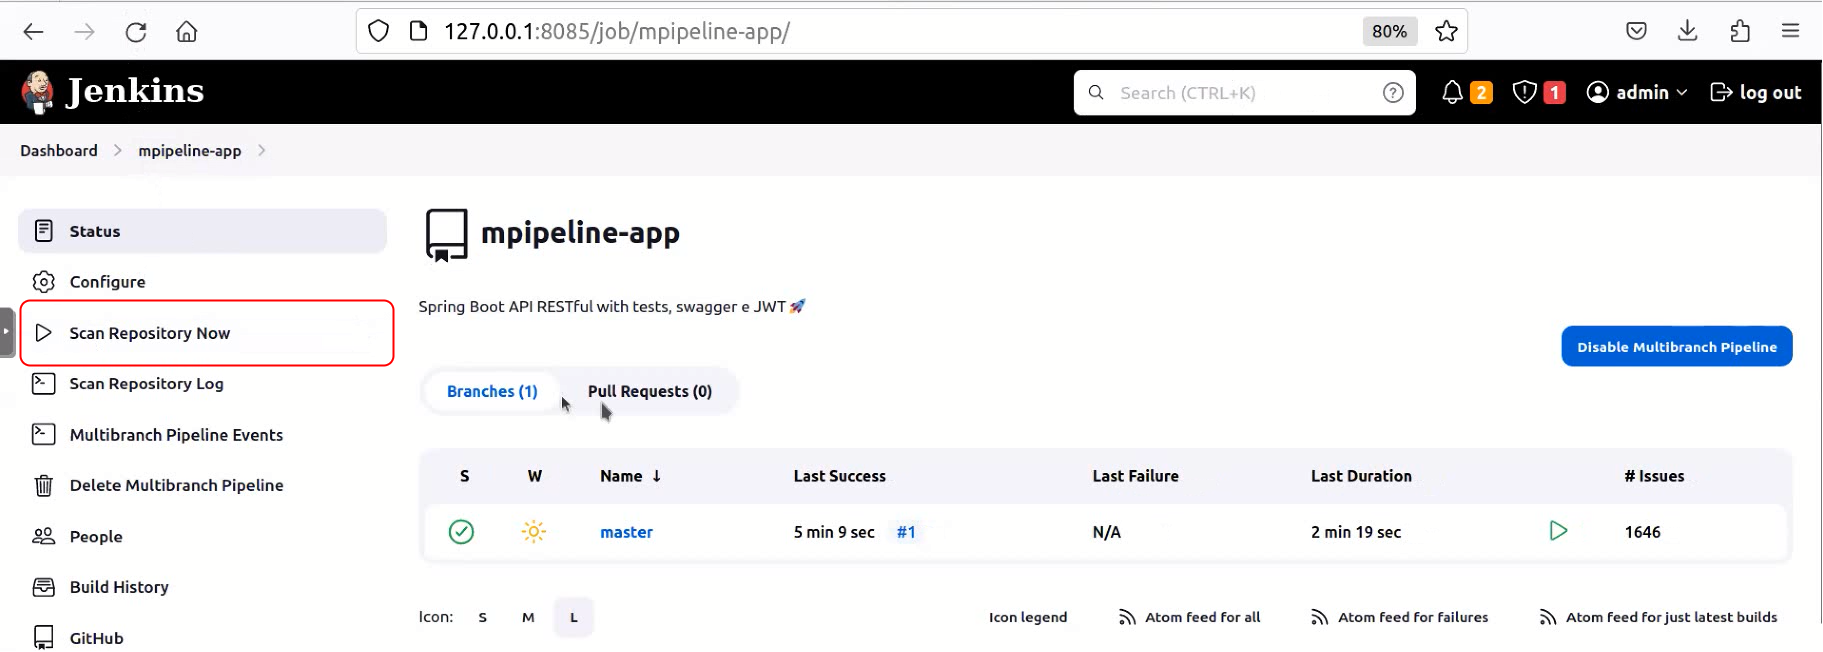 127.0.0.1:8085/job/mpipeline-app/
80%
Jenkins
Search (CTRL+K)
2
1
admin
log out
Dashboard
mpipeline-app
Status
Configure
Scan Repository Now
Scan Repository Log
Multibranch Pipeline Events
Delete Multibranch Pipeline
People
Build History
GitHub
mpipeline-app
Spring Boot API RESTful with tests, swagger e JWT 🚀
Disable Multibranch Pipeline
Branches (1) Pull Requests (0)
S W Name ↓ Last Success Last Failure Last Duration # Issues
master 5 min 9 sec #1 N/A 2 min 19 sec 1646
Icon: S M L Icon legend Atom feed for all Atom feed for failures Atom feed for just latest builds